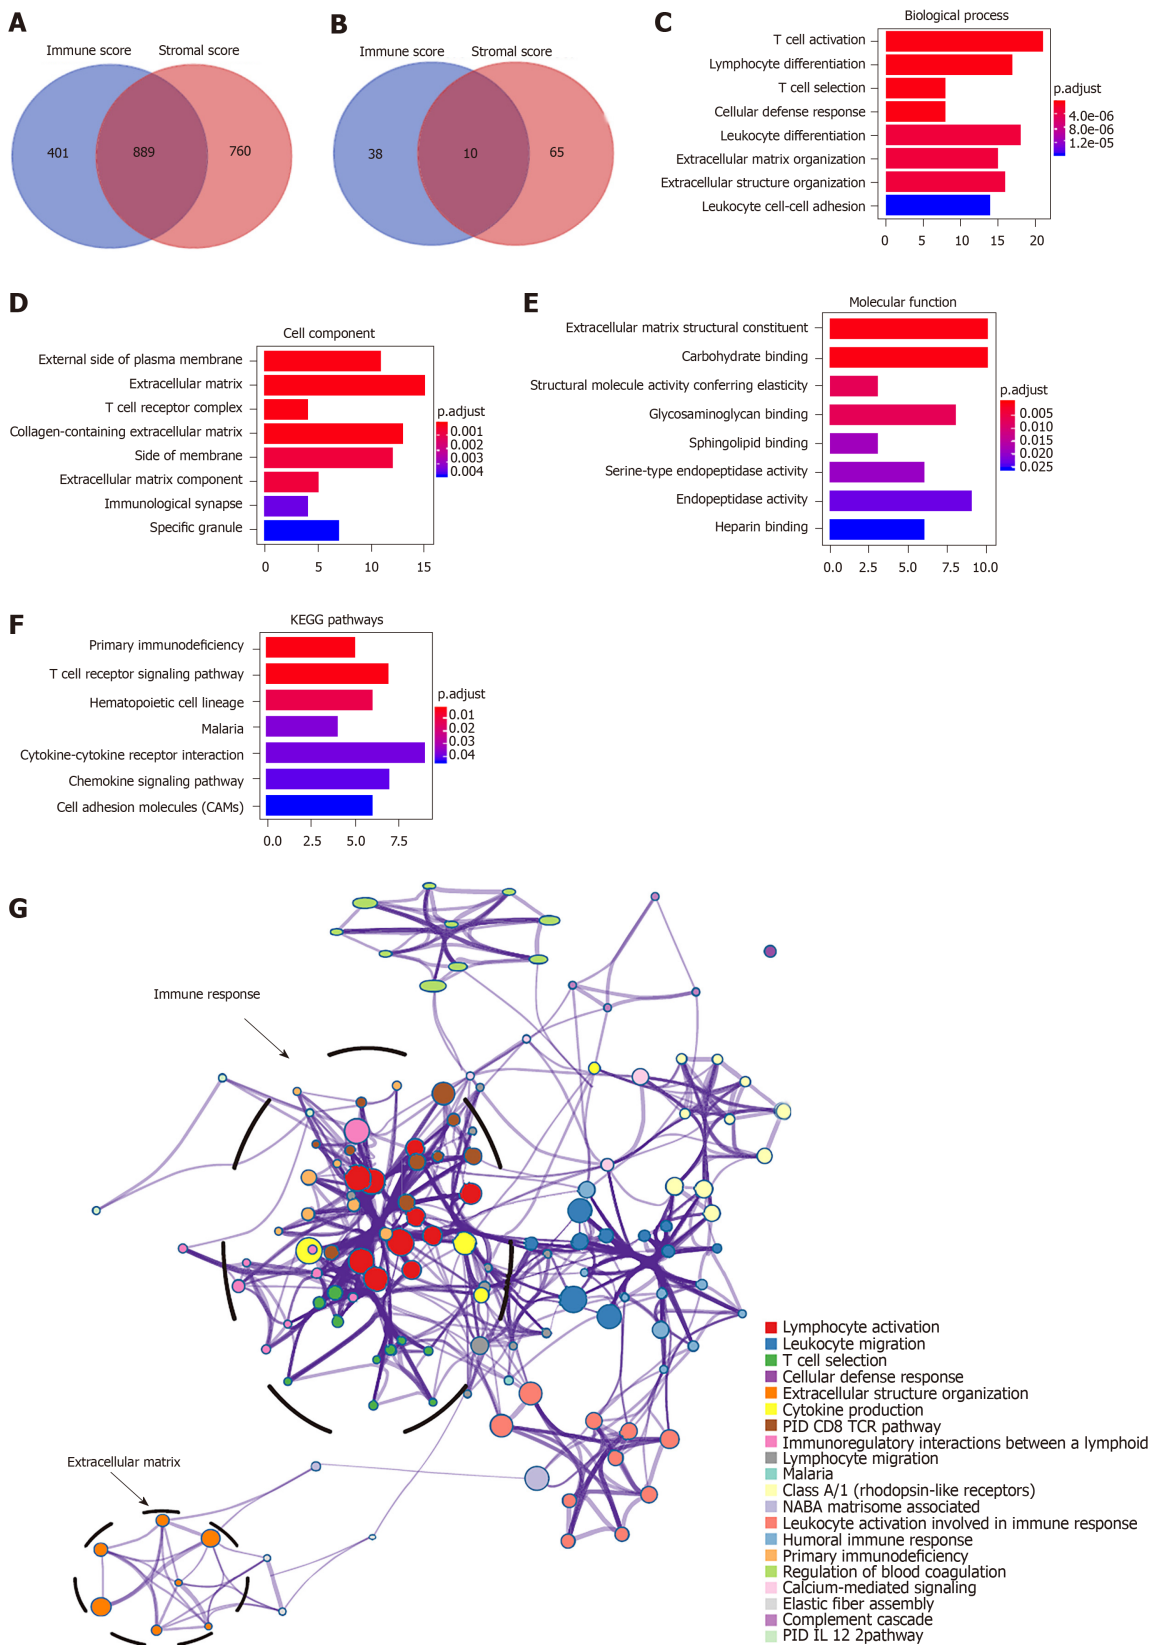 A
Immune score
Stromal score
401
889
760
B
Immune score
Stromal score
38
10
65
C
Biological process
T cell activation
Lymphocyte differentiation
T cell selection
Cellular defense response
Leukocyte differentiation
Extracellular matrix organization
Extracellular structure organization
Leukocyte cell-cell adhesion
0 5 10 15 20
p.adjust
4.0e-06
8.0e-06
1.2e-05
D
Cell component
External side of plasma membrane
Extracellular matrix
T cell receptor complex
Collagen-containing extracellular matrix
Side of membrane
Extracellular matrix component
Immunological synapse
Specific granule
0 5 10 15
p.adjust
0.001
0.002
0.003
0.004
E
Molecular function
Extracellular matrix structural constituent
Carbohydrate binding
Structural molecule activity conferring elasticity
Glycosaminoglycan binding
Sphingolipid binding
Serine-type endopeptidase activity
Endopeptidase activity
Heparin binding
0.0 2.5 5.0 7.5 10.0
p.adjust
0.005
0.010
0.015
0.020
0.025
F
KEGG pathways
Primary immunodeficiency
T cell receptor signaling pathway
Hematopoietic cell lineage
Malaria
Cytokine-cytokine receptor interaction
Chemokine signaling pathway
Cell adhesion molecules (CAMs)
0.0 2.5 5.0 7.5
p.adjust
0.01
0.02
0.03
0.04
G
Immune response
Extracellular matrix
Lymphocyte activation
Leukocyte migration
T cell selection
Cellular defense response
Extracellular structure organization
Cytokine production
PID CD8 TCR pathway
Immunoregulatory interactions between a lymphoid
Lymphocyte migration
Malaria
Class A/1 (rhodopsin-like receptors)
NABA matrisome associated
Leukocyte activation involved in immune response
Humoral immune response
Primary immunodeficiency
Regulation of blood coagulation
Calcium-mediated signaling
Elastic fiber assembly
Complement cascade
PID IL 12 2pathway